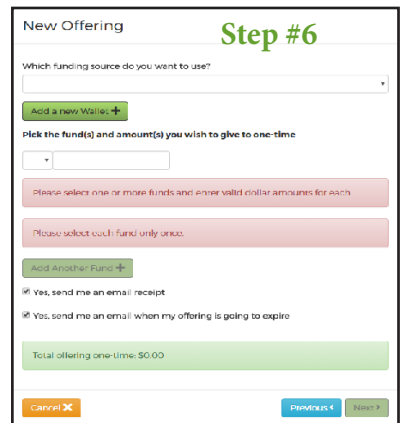 New Offering
Step #6
Which funding source do you want to use?
Add a new Wallet +
Pick the fund(s) and amount(s) you wish to give to one-time
Please select one or more funds and enter valid dollar amounts for each
Please select each fund only once.
Add Another Fund +
Yes, send me an email receipt
Yes, send me an email when my offering is going to expire
Total offering one-time: $0.00
Cancel X
Previous
Next